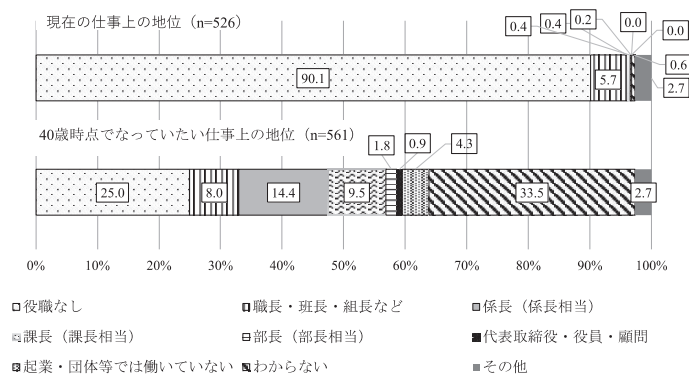 現在の仕事上の地位（n=526）
0.4 0.4 0.2 0.0 0.0
90.1 5.7 0.6 2.7
40歳時点でなっていたい仕事上の地位（n=561）
1.8 0.9 4.3
25.0 8.0 14.4 9.5 33.5 2.7
0% 10% 20% 30% 40% 50% 60% 70% 80% 90% 100%
役職なし 職長・班長・組長など 係長（係長相当）
課長（課長相当） 部長（部長相当） 代表取締役・役員・顧問
起業・団体等では働いていない わからない その他